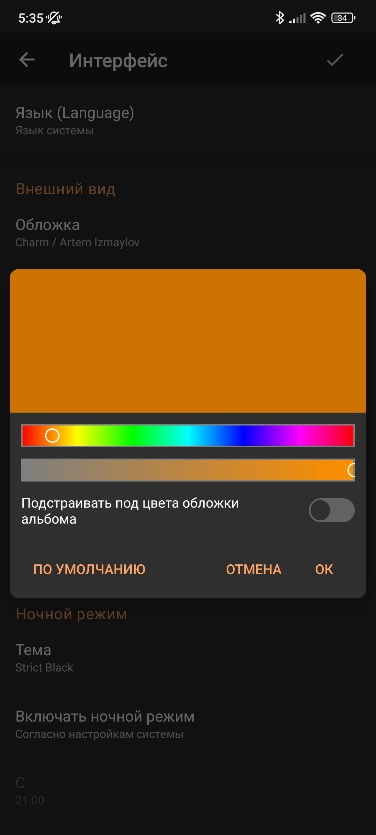 5:35
34
Интерфейс
Язык (Language)
Язык системы
Внешний вид
Обложка
Charm / Artem Izmaylov
Подстраивать под цвета обложки
альбома
ПО УМОЛЧАНИЮ ОТМЕНА ОК
Ночной режим
Тема
Strict Black
Включать ночной режим
Согласно настройкам системы
С
21:00